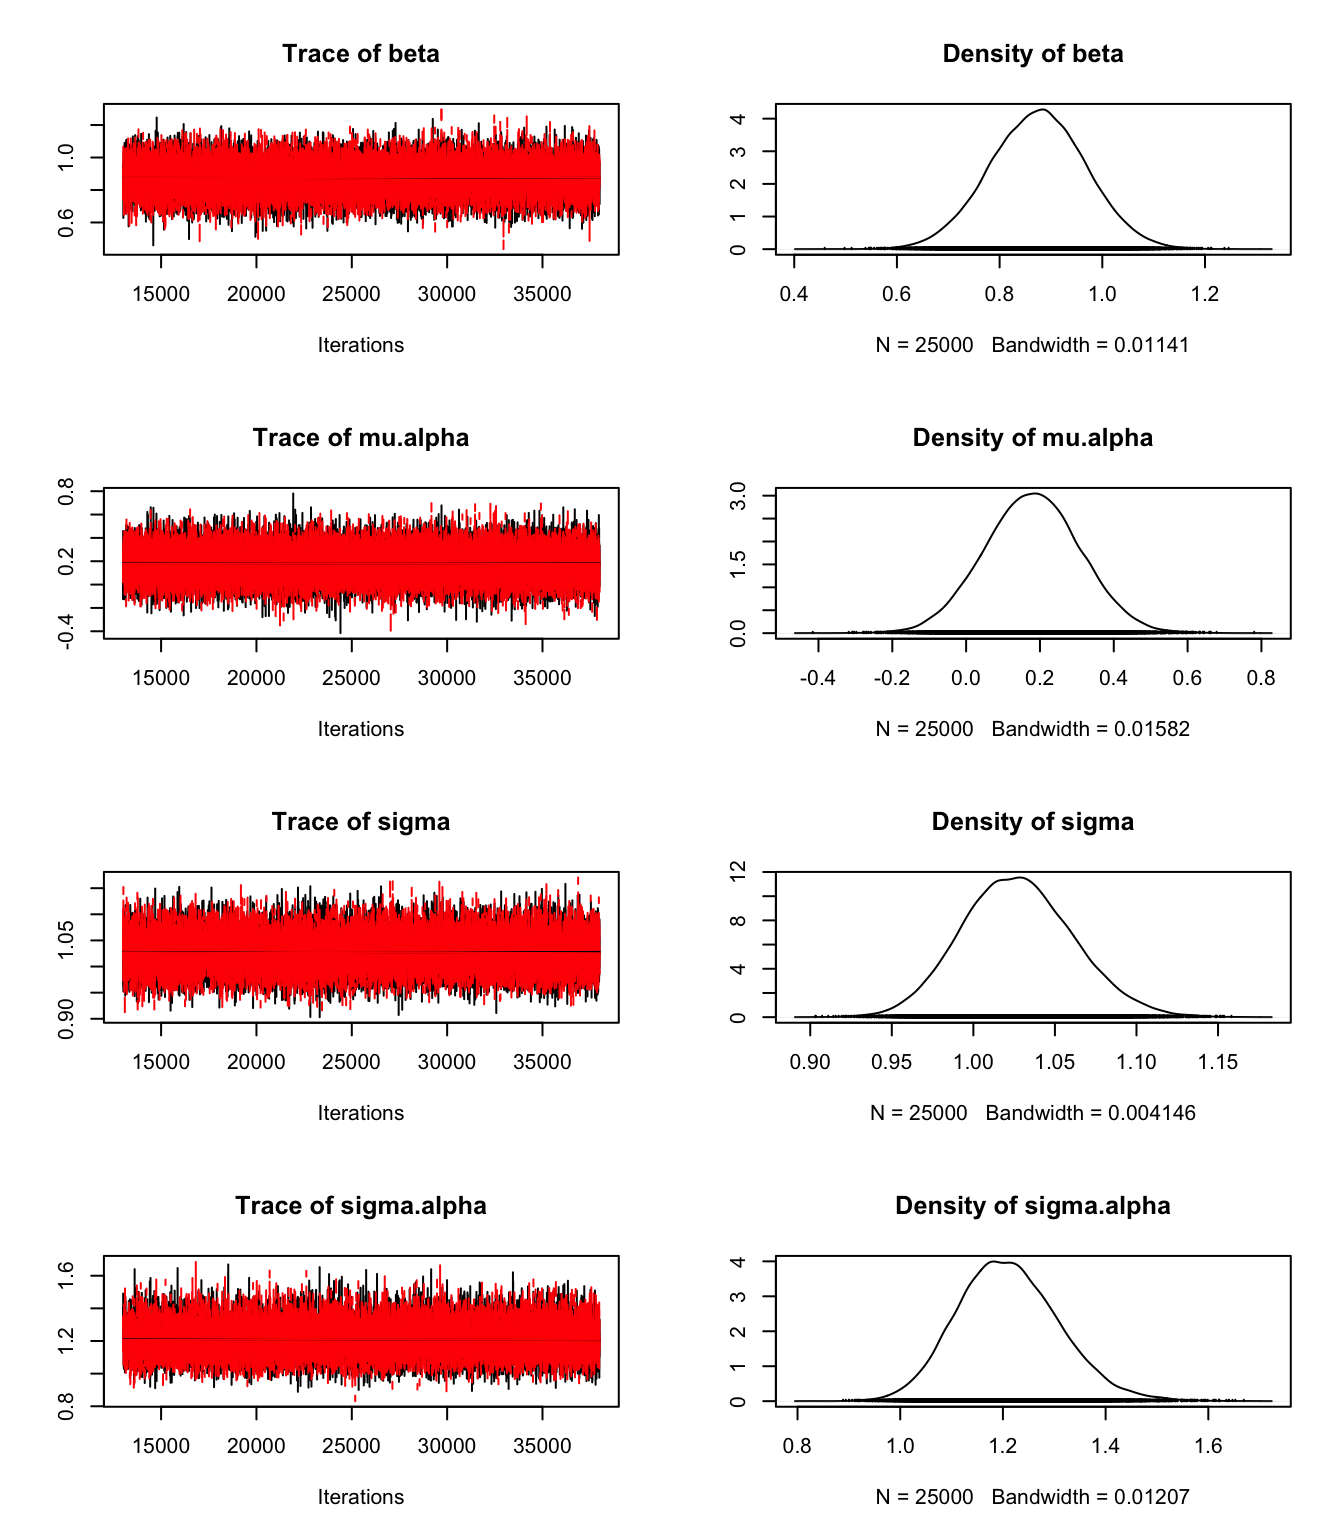 Trace of beta
Density of beta
1.0
0.6
15000 20000 25000 30000 35000
Iterations
4
3
2
1
0
0.4 0.6 0.8 1.0 1.2
N = 25000 Bandwidth = 0.01141
Trace of mu.alpha
Density of mu.alpha
0.8
0.2
-0.4
15000 20000 25000 30000 35000
Iterations
3.0
1.5
0.0
-0.4 -0.2 0.0 0.2 0.4 0.6 0.8
N = 25000 Bandwidth = 0.01582
Trace of sigma
Density of sigma
1.05
0.90
15000 20000 25000 30000 35000
Iterations
12
8
4
0
0.90 0.95 1.00 1.05 1.10 1.15
N = 25000 Bandwidth = 0.004146
Trace of sigma.alpha
Density of sigma.alpha
1.6
1.2
0.8
15000 20000 25000 30000 35000
Iterations
4
3
2
1
0
0.8 1.0 1.2 1.4 1.6
N = 25000 Bandwidth = 0.01207